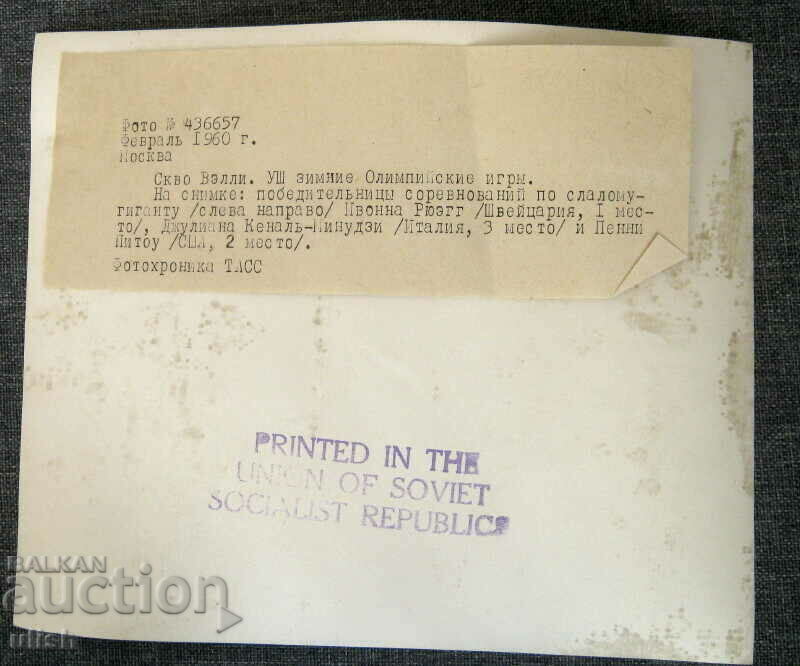 Фото № 436657
Февраль 1960 г.
Москва
Скво Вэлли. УШ зимние Олимпийские игры.
На снимке: победительницы соревнований по слалому-
гиганту /слева направо/ Ивонна Рюэгг /Швейцария, I мес-
то/, Джулиана Кеналь-Минудзи /Италия, 3 место/ и Пенни
Питоу /США, 2 место/.
Фотохроника ТАСС
PRINTED IN THE
UNION OF SOVIET
SOCIALIST REPUBLICS
BALKAN
auction
mlish